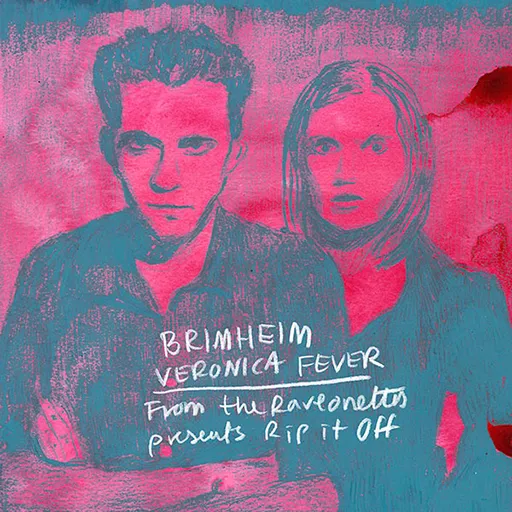 BRIMHEIM
VERONICA FEVER
From the Raveonettes
presents Rip it Off